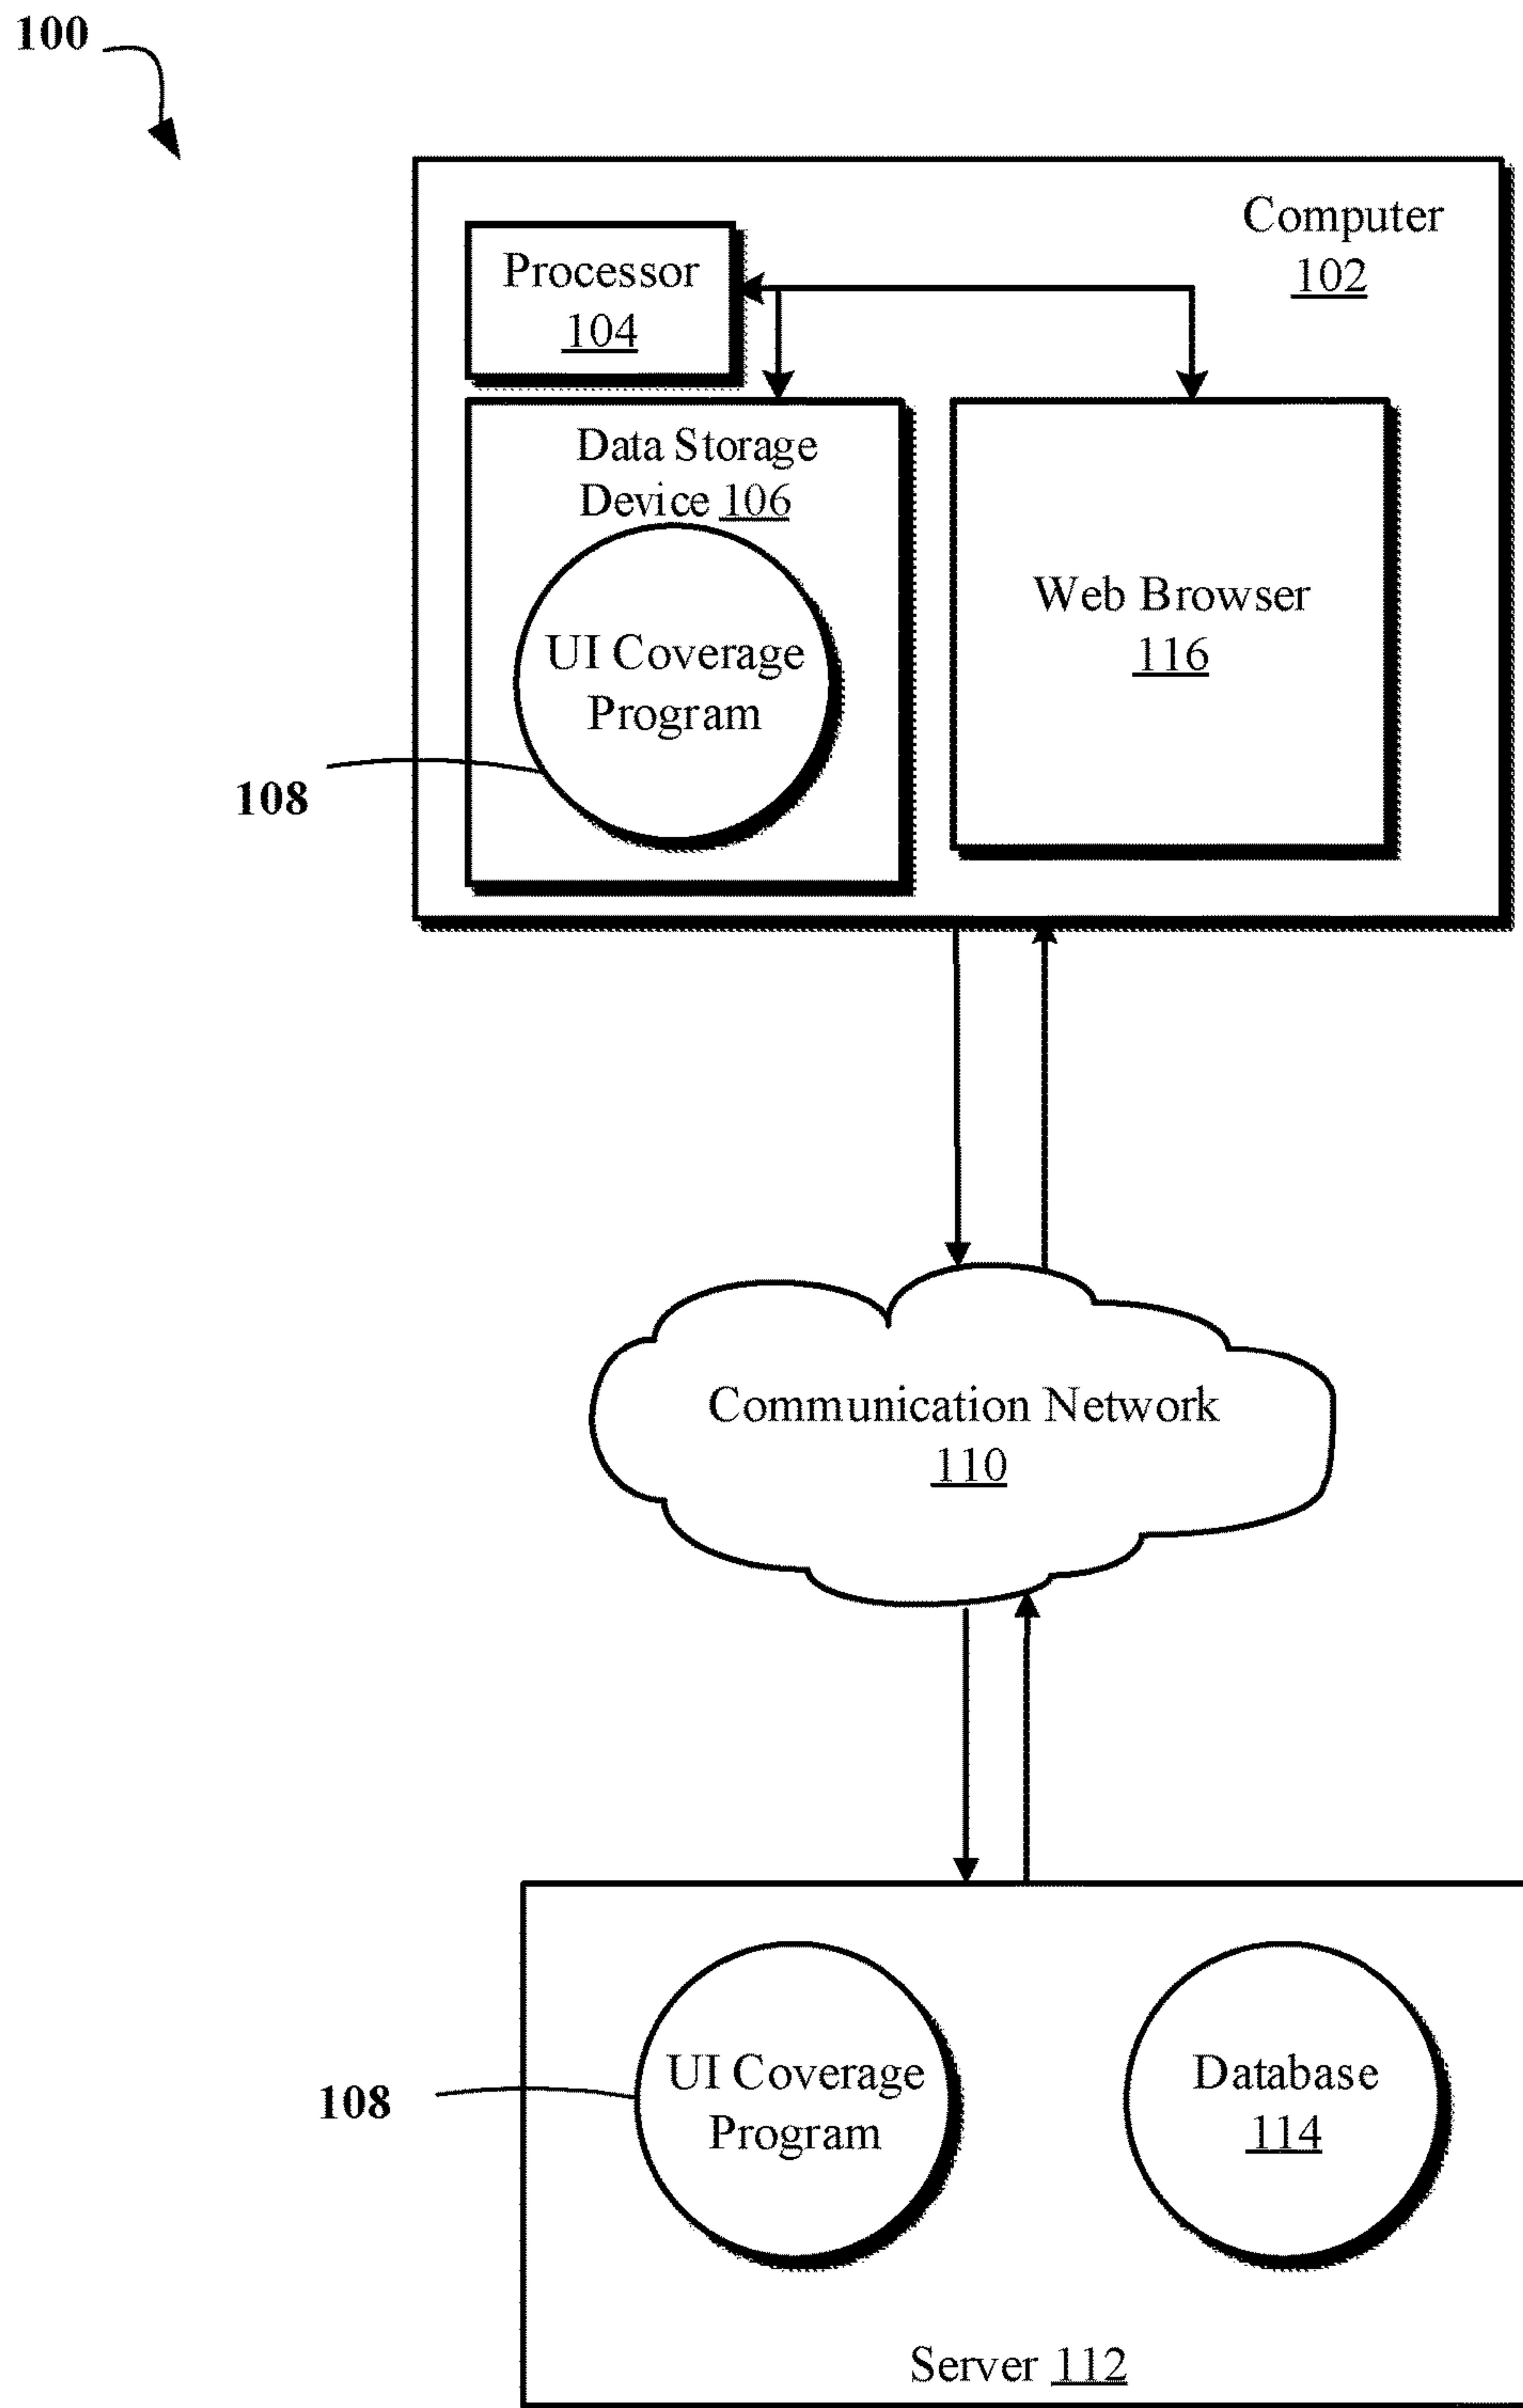 100
Computer
102
Processor
104
Data Storage
Device 106
UI Coverage
Program
108
Web Browser
116
Communication Network
110
UI Coverage
Program
108
Database
114
Server 112